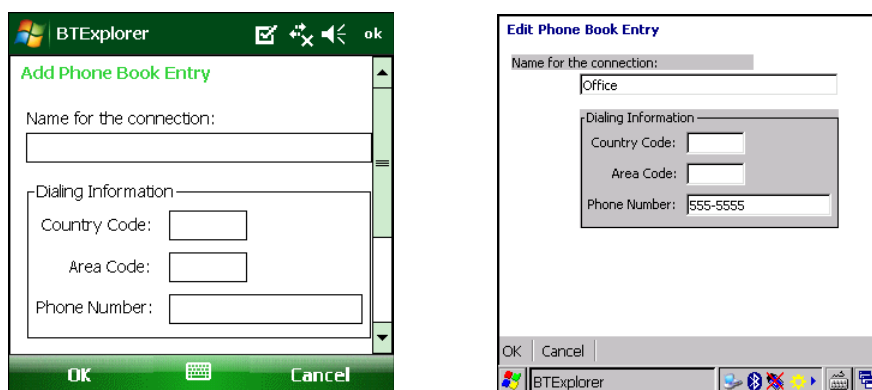 BTExplorer
ok
Add Phone Book Entry
Name for the connection:
Dialing Information
Country Code:
Area Code:
Phone Number:
OK
Cancel
Edit Phone Book Entry
Name for the connection:
Office
Dialing Information
Country Code:
Area Code:
Phone Number: 555-5555
OK Cancel
BTExplorer